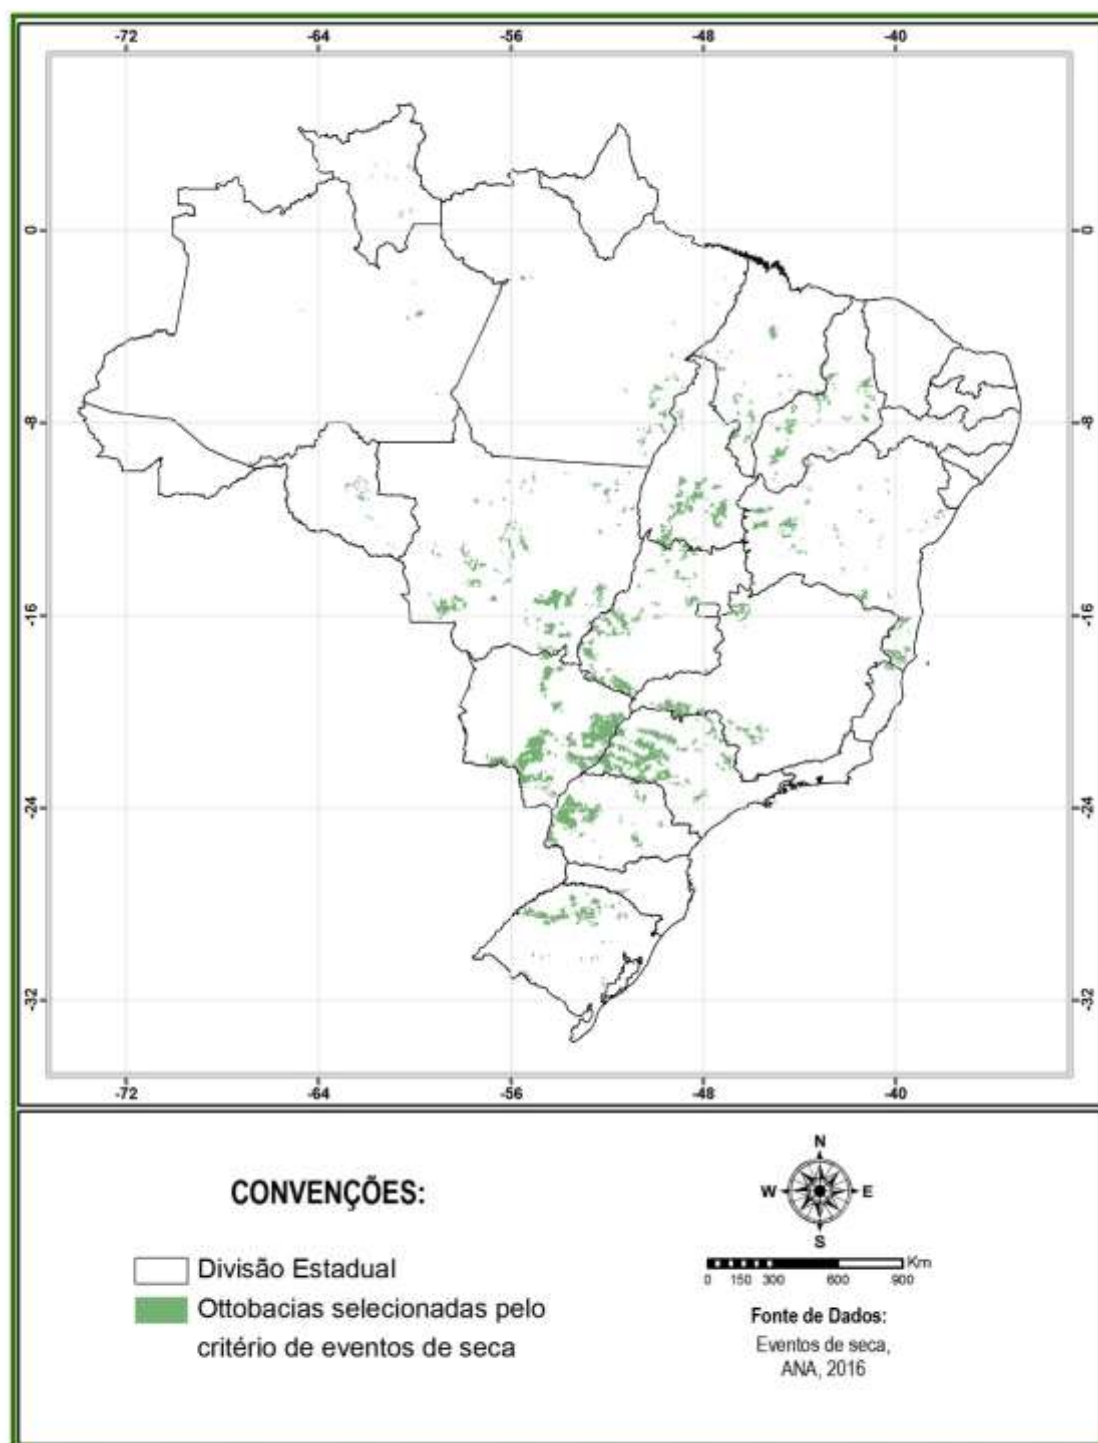 -72 -64 -56 -48 -40
0 0
-8 -8
-16 -16
-24 -24
-32 -32
-72 -64 -56 -48 -40
CONVENÇÕES:
Divisão Estadual
Ottobacias selecionadas pelo
critério de eventos de seca
N
W E
S
Km
0 150 300 600 900
Fonte de Dados:
Eventos de seca,
ANA, 2016